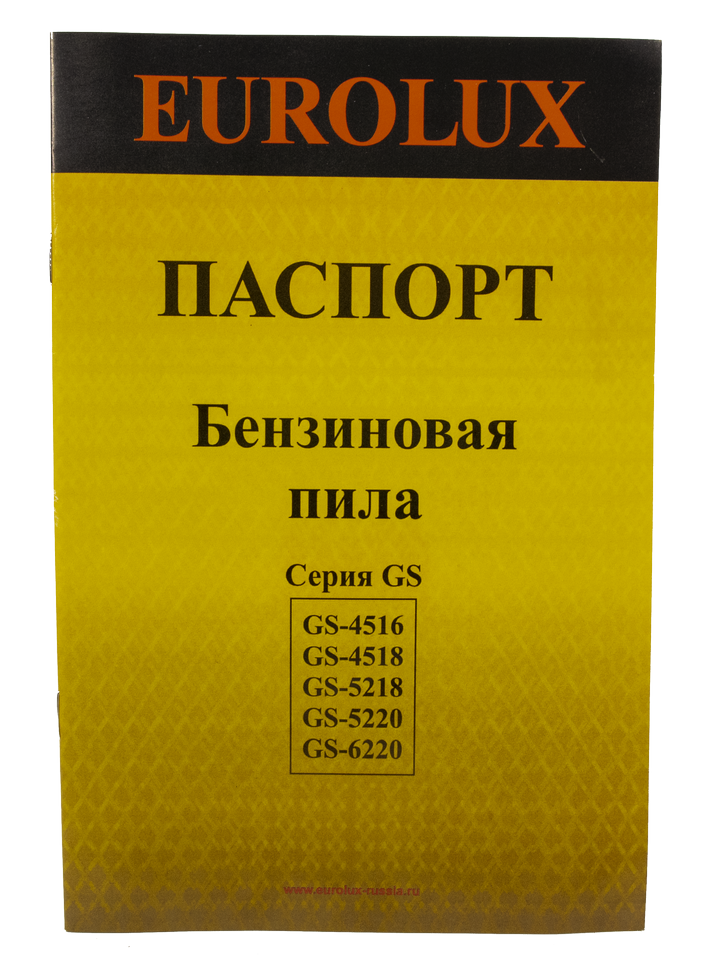 EUROLUX
ПАСПОРТ
Бензиновая
пила
Серия GS
GS-4516
GS-4518
GS-5218
GS-5220
GS-6220
www.eurolux-russia.ru